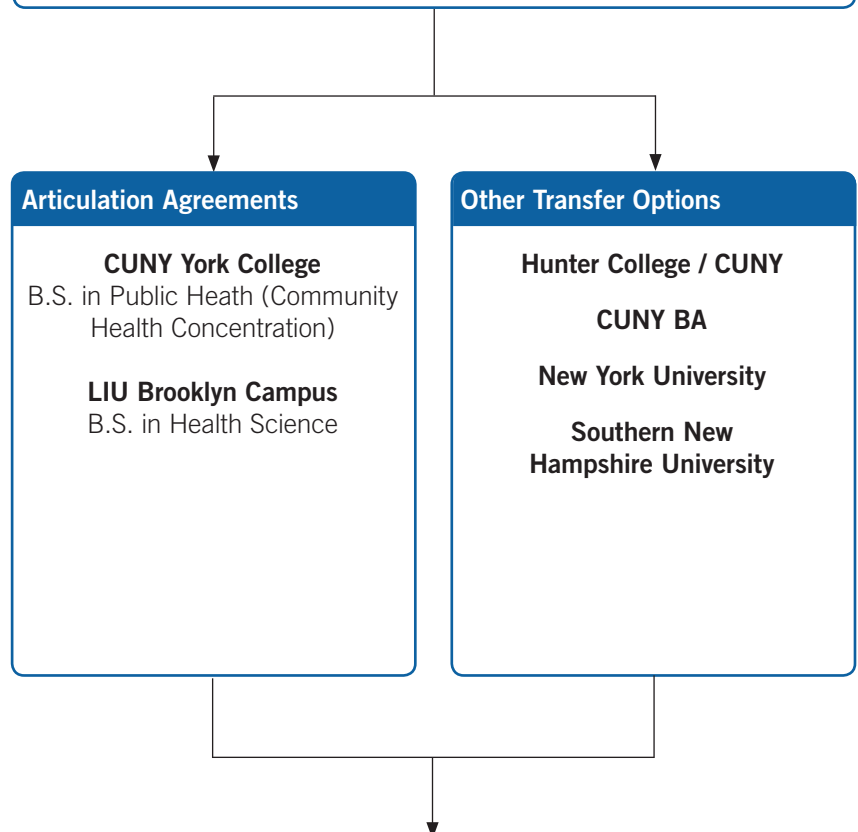 Articulation Agreements
CUNY York College
B.S. in Public Heath (Community
Health Concentration)
LIU Brooklyn Campus
B.S. in Health Science
Other Transfer Options
Hunter College / CUNY
CUNY BA
New York University
Southern New
Hampshire University